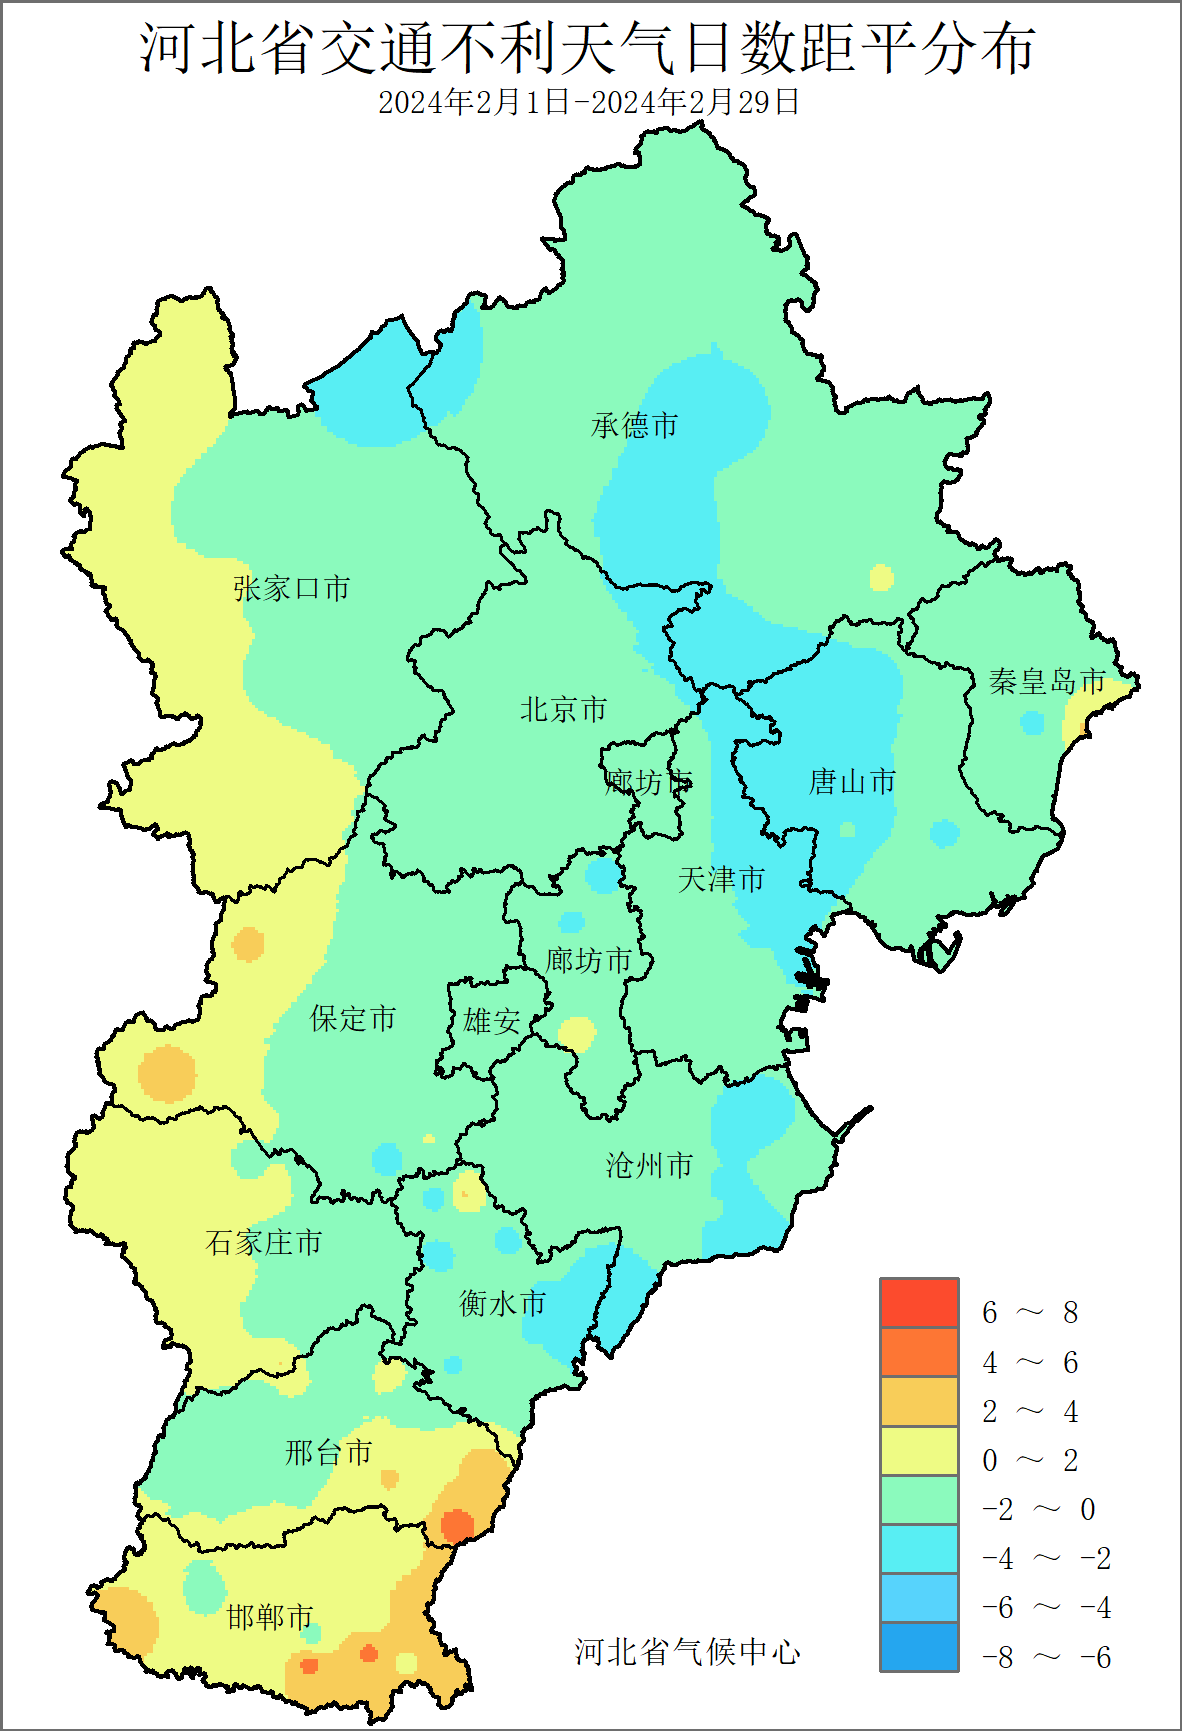 河北省交通不利天气日数距平分布
2024年2月1日-2024年2月29日
承德市
张家口市
秦皇岛市
北京市
廊坊市
唐山市
天津市
廊坊市
保定市
雄安
沧州市
石家庄市
衡水市
邢台市
邯郸市
河北省气候中心
6 ～ 8
4 ～ 6
2 ～ 4
0 ～ 2
-2 ～ 0
-4 ～ -2
-6 ～ -4
-8 ～ -6